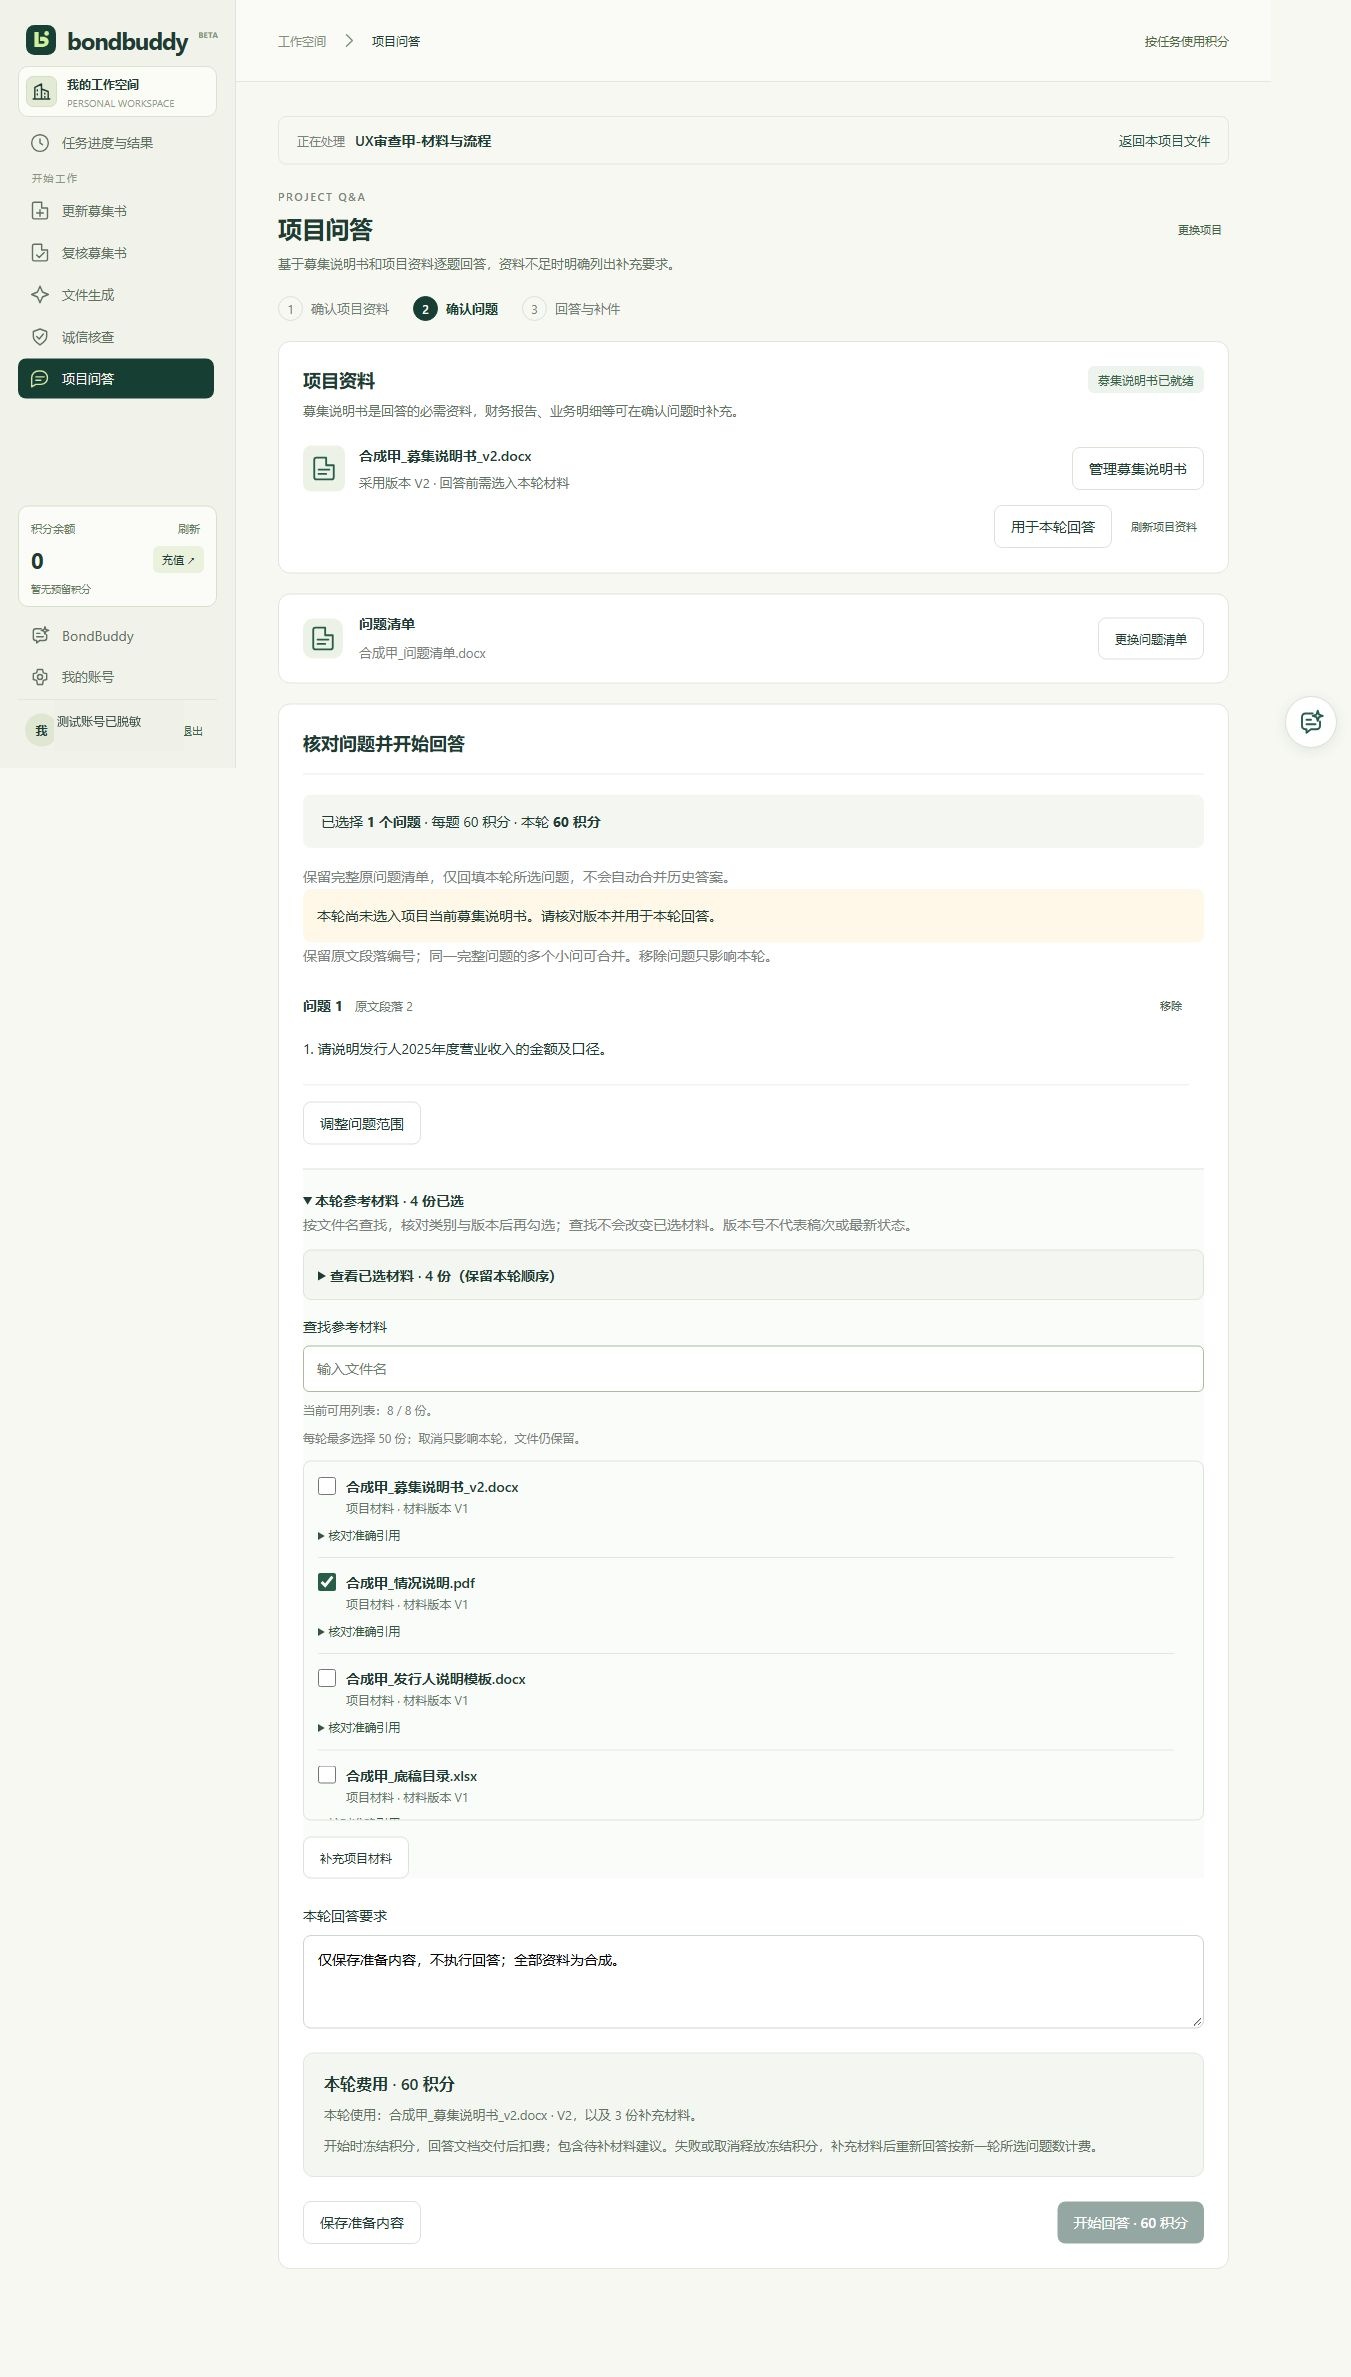 bondbuddy BETA
我的工作空间
PERSONAL WORKSPACE
任务进度与结果
开始工作
更新募集书
复核募集书
文件生成
诚信核查
项目问答
积分余额 刷新
0 充值 ↗
暂无预留积分
BondBuddy
我的账号
我 测试账号已脱敏 退出
工作空间 > 项目问答 按任务使用积分
正在处理 UX审查甲-材料与流程 返回本项目文件
PROJECT Q&A
项目问答 更换项目
基于募集说明书和项目资料逐题回答，资料不足时明确列出补充要求。
1 确认项目资料 2 确认问题 3 回答与补件
项目资料 募集说明书已就绪
募集说明书是回答的必需资料，财务报告、业务明细等可在确认问题时补充。
合成甲_募集说明书_v2.docx
采用版本 V2 · 回答前需选入本轮材料
管理募集说明书
用于本轮回答 刷新项目资料
问题清单
合成甲_问题清单.docx
更换问题清单
核对问题并开始回答
已选择 1 个问题 · 每题 60 积分 · 本轮 60 积分
保留完整原问题清单，仅回填本轮所选问题，不会自动合并历史答案。
本轮尚未选入项目当前募集说明书。请核对版本并用于本轮回答。
保留原文段落编号；同一完整问题的多个小问可合并。移除问题只影响本轮。
问题 1 原文段落 2 移除
1. 请说明发行人2025年度营业收入的金额及口径。
调整问题范围
▼本轮参考材料 · 4 份已选
按文件名查找，核对类别与版本后再勾选；查找不会改变已选材料。版本号不代表稿次或最新状态。
▶查看已选材料 · 4 份（保留本轮顺序）
查找参考材料
输入文件名
当前可用列表：8 / 8 份。
每轮最多选择 50 份；取消只影响本轮，文件仍保留。
合成甲_募集说明书_v2.docx
项目材料 · 材料版本 V1
▶核对准确引用
合成甲_情况说明.pdf
项目材料 · 材料版本 V1
▶核对准确引用
合成甲_发行人说明模板.docx
项目材料 · 材料版本 V1
▶核对准确引用
合成甲_底稿目录.xlsx
项目材料 · 材料版本 V1
补充项目材料
本轮回答要求
仅保存准备内容，不执行回答；全部资料为合成。
本轮费用 · 60 积分
本轮使用：合成甲_募集说明书_v2.docx · V2，以及 3 份补充材料。
开始时冻结积分，回答文档交付后扣费；包含待补材料建议。失败或取消释放冻结积分，补充材料后重新回答按新一轮所选问题数计费。
保存准备内容 开始回答 · 60 积分